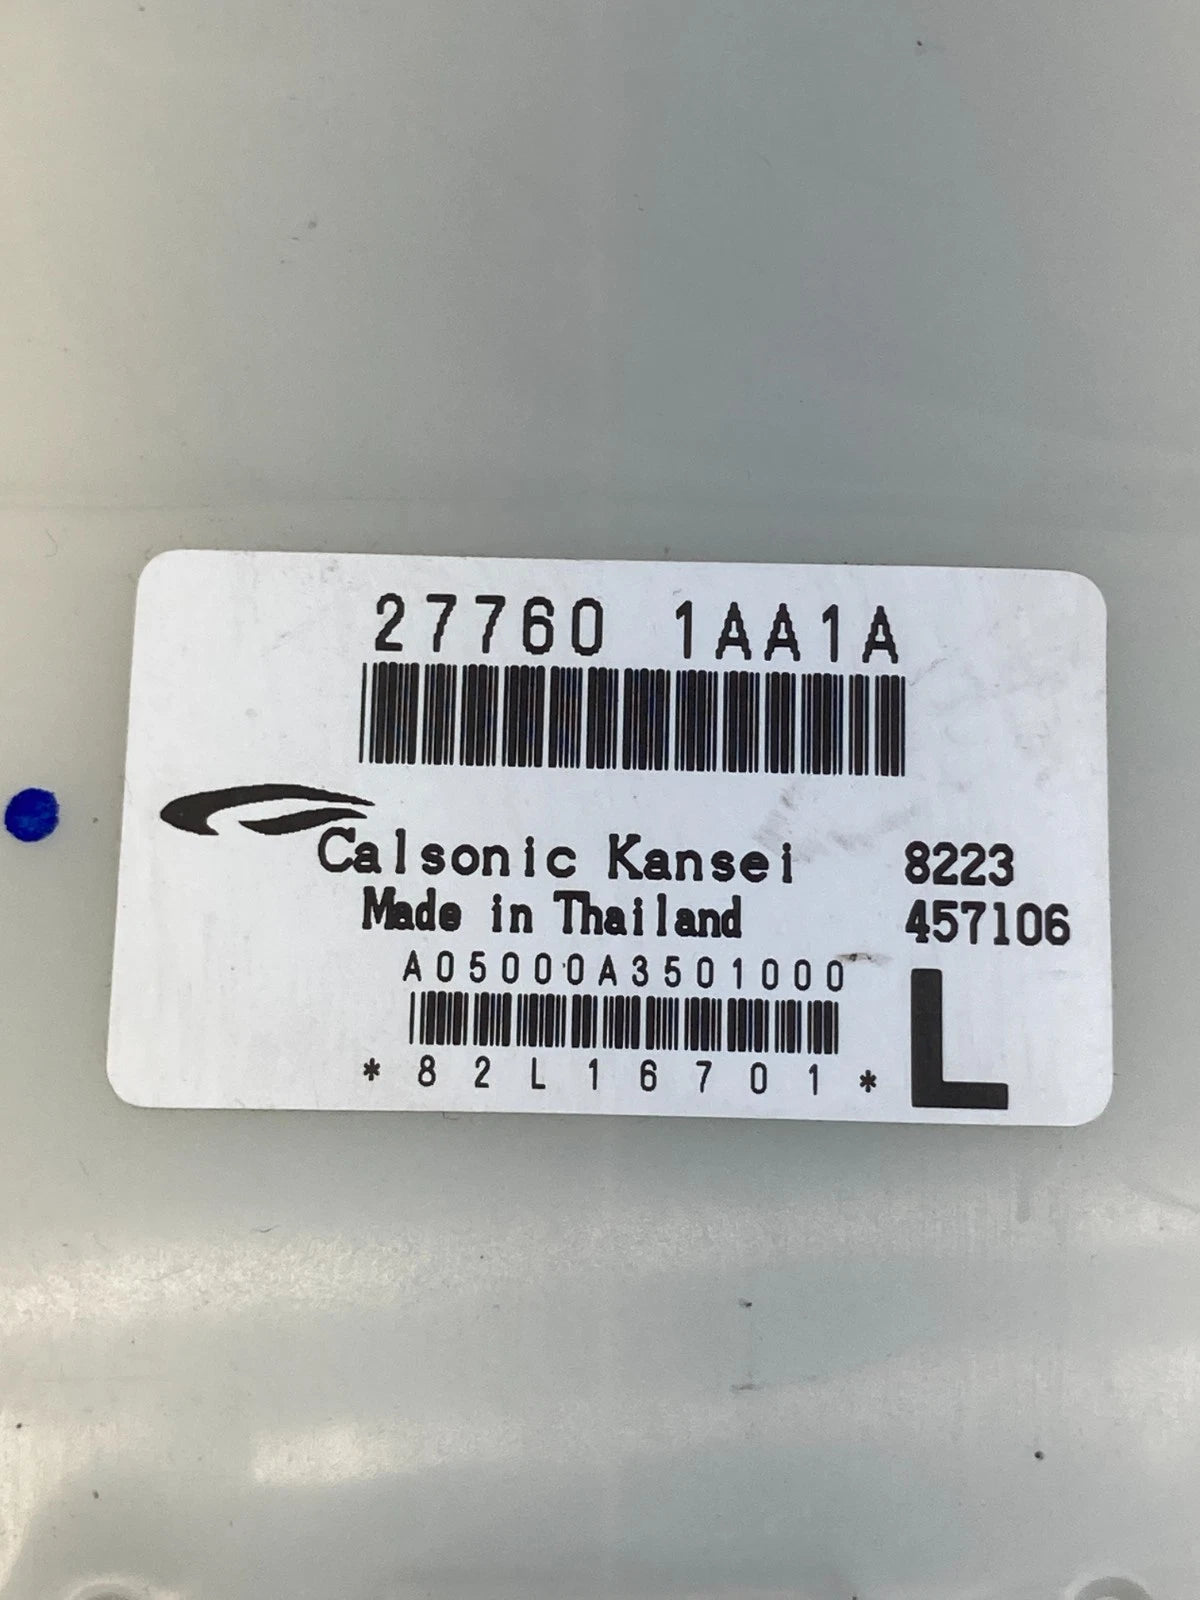 27760 1AA1A
Calsonic Kansei 8223
Made in Thailand 457106
A05000A3501000
*82L16701*
L